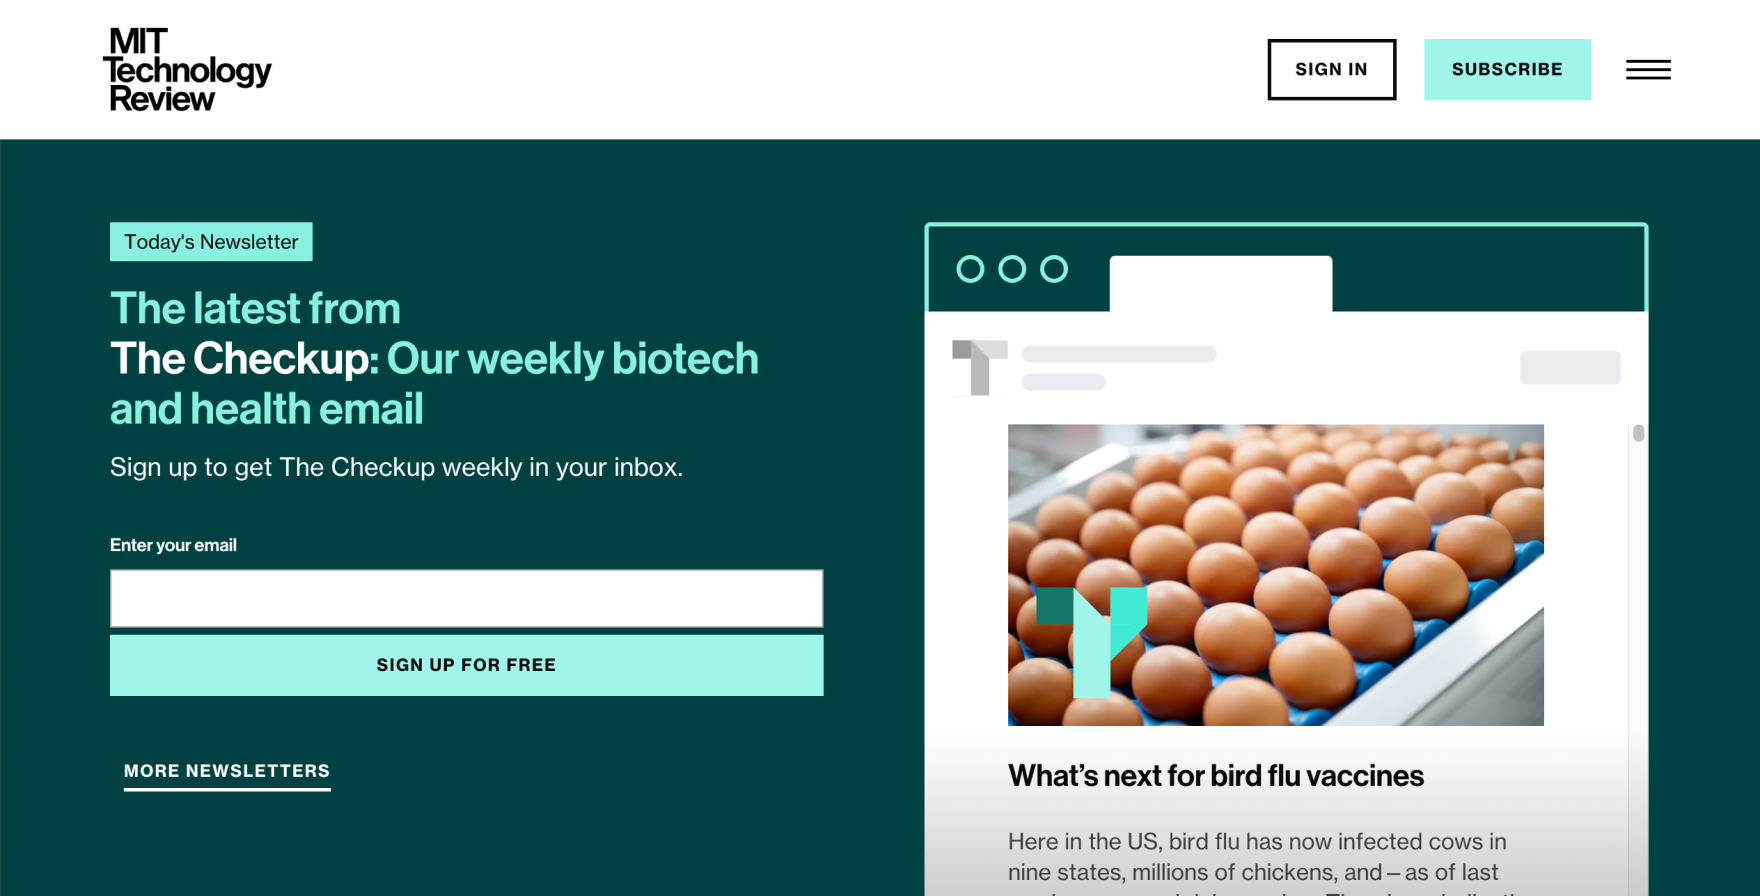 MIT
Technology
Review
SIGN IN
SUBSCRIBE
Today's Newsletter
The latest from
The Checkup: Our weekly biotech
and health email
Sign up to get The Checkup weekly in your inbox.
Enter your email
SIGN UP FOR FREE
MORE NEWSLETTERS
What’s next for bird flu vaccines
Here in the US, bird flu has now infected cows in
nine states, millions of chickens, and—as of last